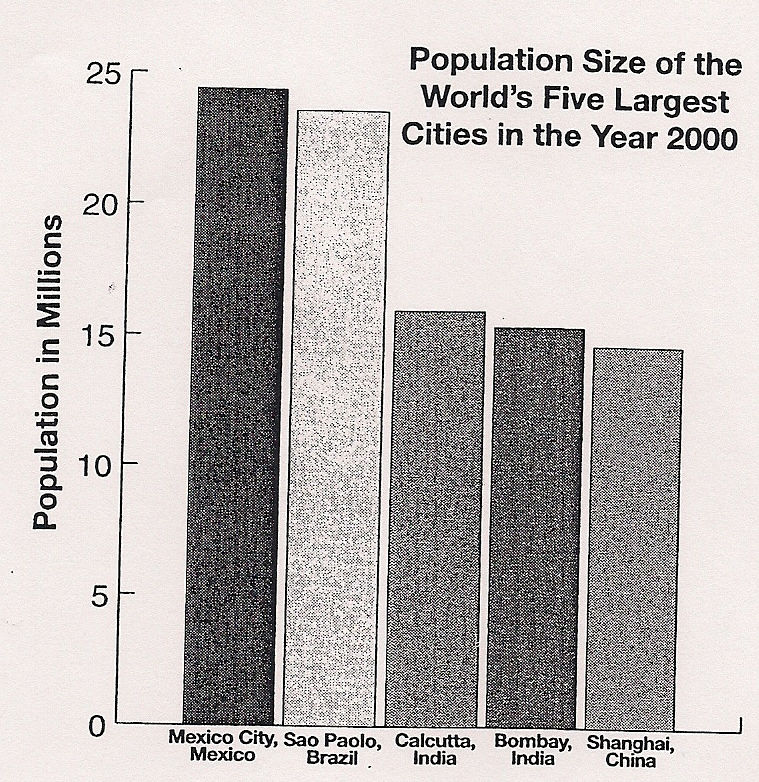 Population Size of the
World's Five Largest
Cities in the Year 2000
Population in Millions
25
20
15
10
5
0
Mexico City,
Mexico
Sao Paolo,
Brazil
Calcutta,
India
Bombay,
India
Shanghai,
China